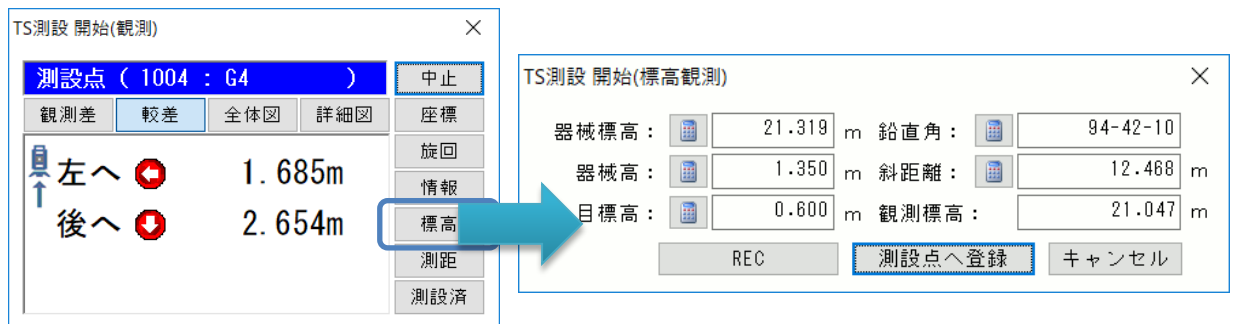 TS測設 開始(観測)
測設点 ( 1004 : G4 )
中止
観測差 較差 全体図 詳細図
座標
左へ 1.685m
後へ 2.654m
旋回
情報
標高
測距
測設済
TS測設 開始(標高観測)
器械標高: 21.319 m 鉛直角: 94-42-10
器械高: 1.350 m 斜距離: 12.468 m
目標高: 0.600 m 観測標高: 21.047 m
REC 測設点へ登録 キャンセル